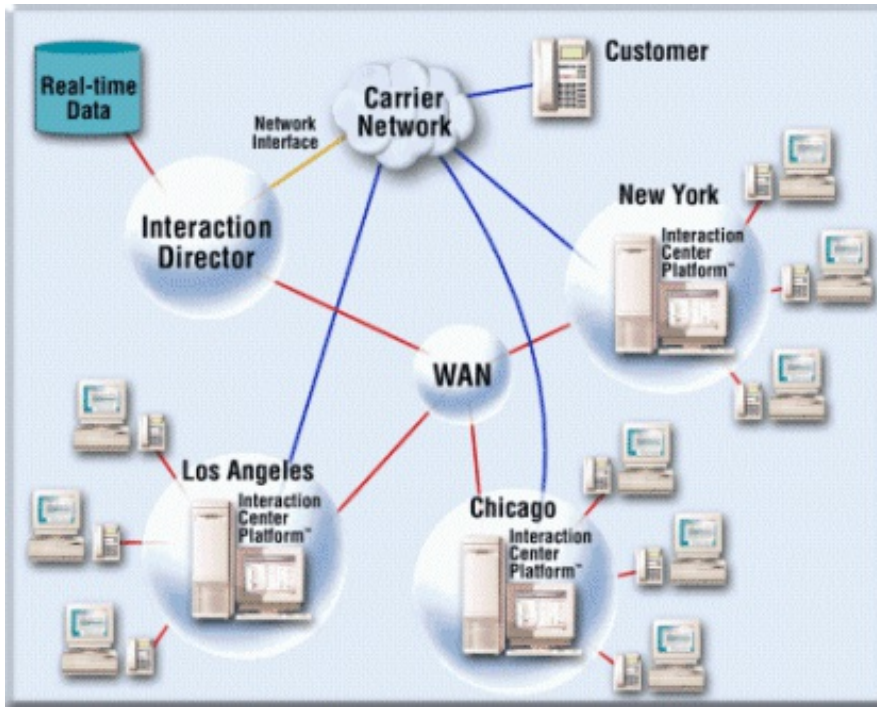 Real-time
Data
Network
Interface
Carrier
Network
Customer
Interaction
Director
New York
Interaction
Center
Platform™
WAN
Los Angeles
Interaction
Center
Platform™
Chicago
Interaction
Center
Platform™